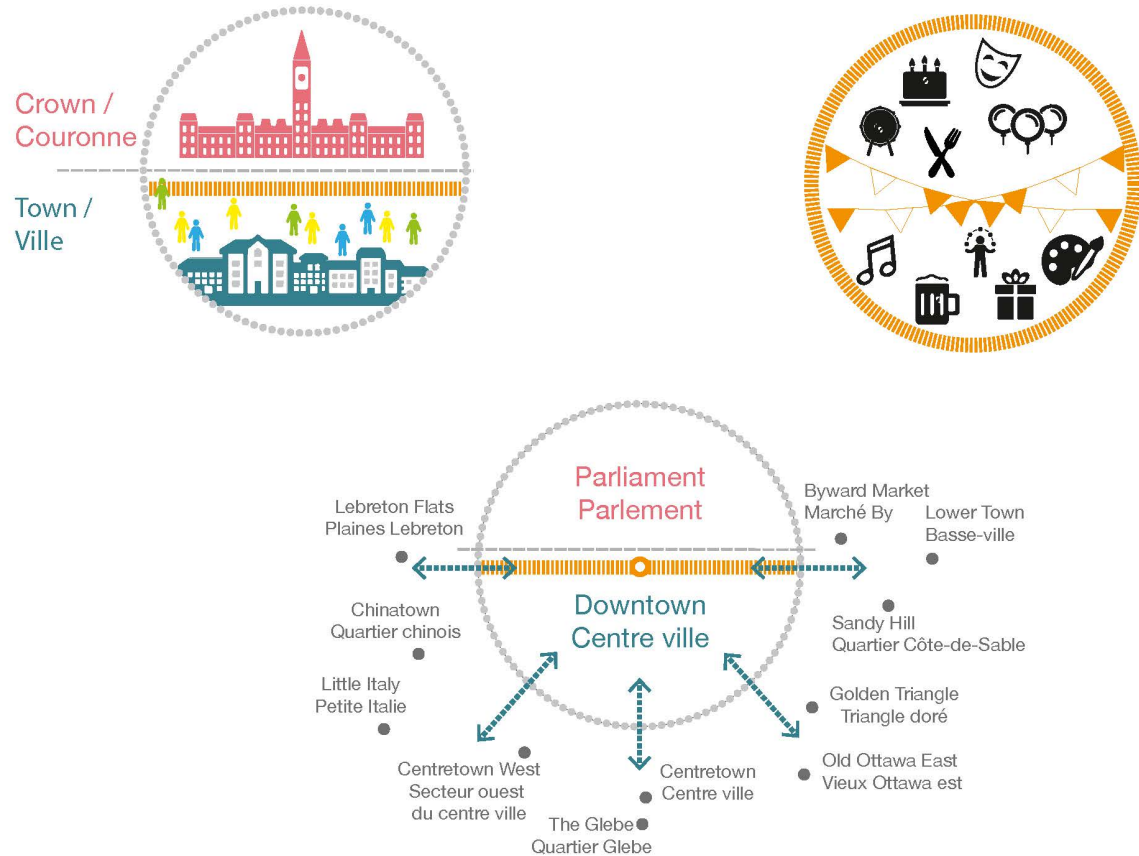 Crown /
Couronne
Town /
Ville
Parliament
Parlement
Lebreton Flats
Plaines Lebreton
Byward Market
Marché By
Lower Town
Basse-ville
Downtown
Centre ville
Chinatown
Quartier chinois
Sandy Hill
Quartier Côte-de-Sable
Little Italy
Petite Italie
Golden Triangle
Triangle doré
Centretown West
Secteur ouest
du centre ville
Centretown
Centre ville
Old Ottawa East
Vieux Ottawa est
The Glebe
Quartier Glebe